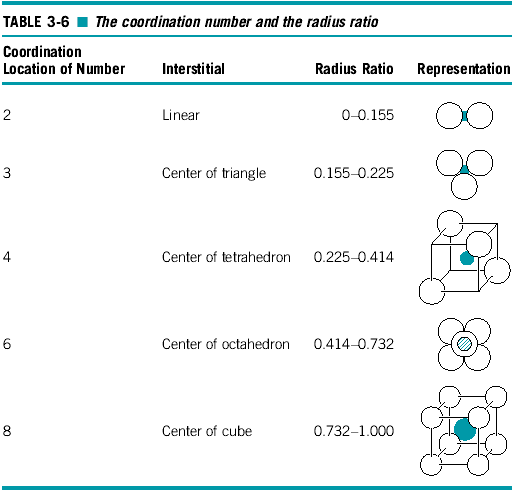 TABLE 3-6 ■ The coordination number and the radius ratio
Coordination
Location of Number Interstitial Radius Ratio Representation
2 Linear 0–0.155
3 Center of triangle 0.155–0.225
4 Center of tetrahedron 0.225–0.414
6 Center of octahedron 0.414–0.732
8 Center of cube 0.732–1.000